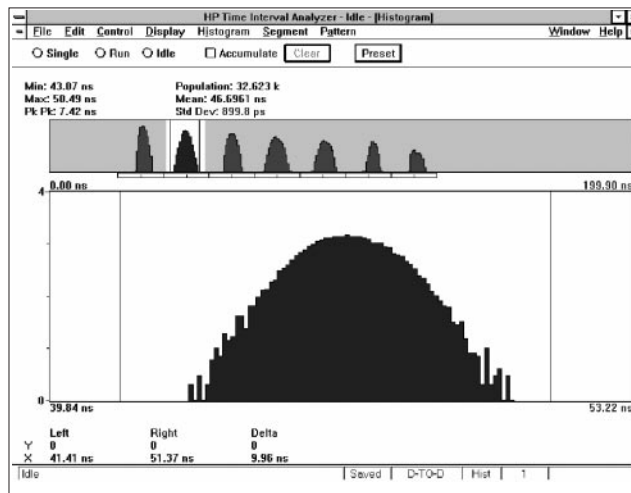 HP Time Interval Analyzer - Idle - [Histogram]
File Edit Control Display Histogram Segment Pattern Window Help
Single Run Idle Accumulate Clear Preset
Min: 43.07 ns Population: 32.623 k
Max: 50.49 ns Mean: 46.6961 ns
Pk Pk: 7.42 ns Std Dev: 899.8 ps
0.00 ns 199.90 ns
4
0
39.84 ns 53.22 ns
Left Right Delta
Y 0 0 0
X 41.41 ns 51.37 ns 9.96 ns
Idle Saved D-TO-D Hist 1